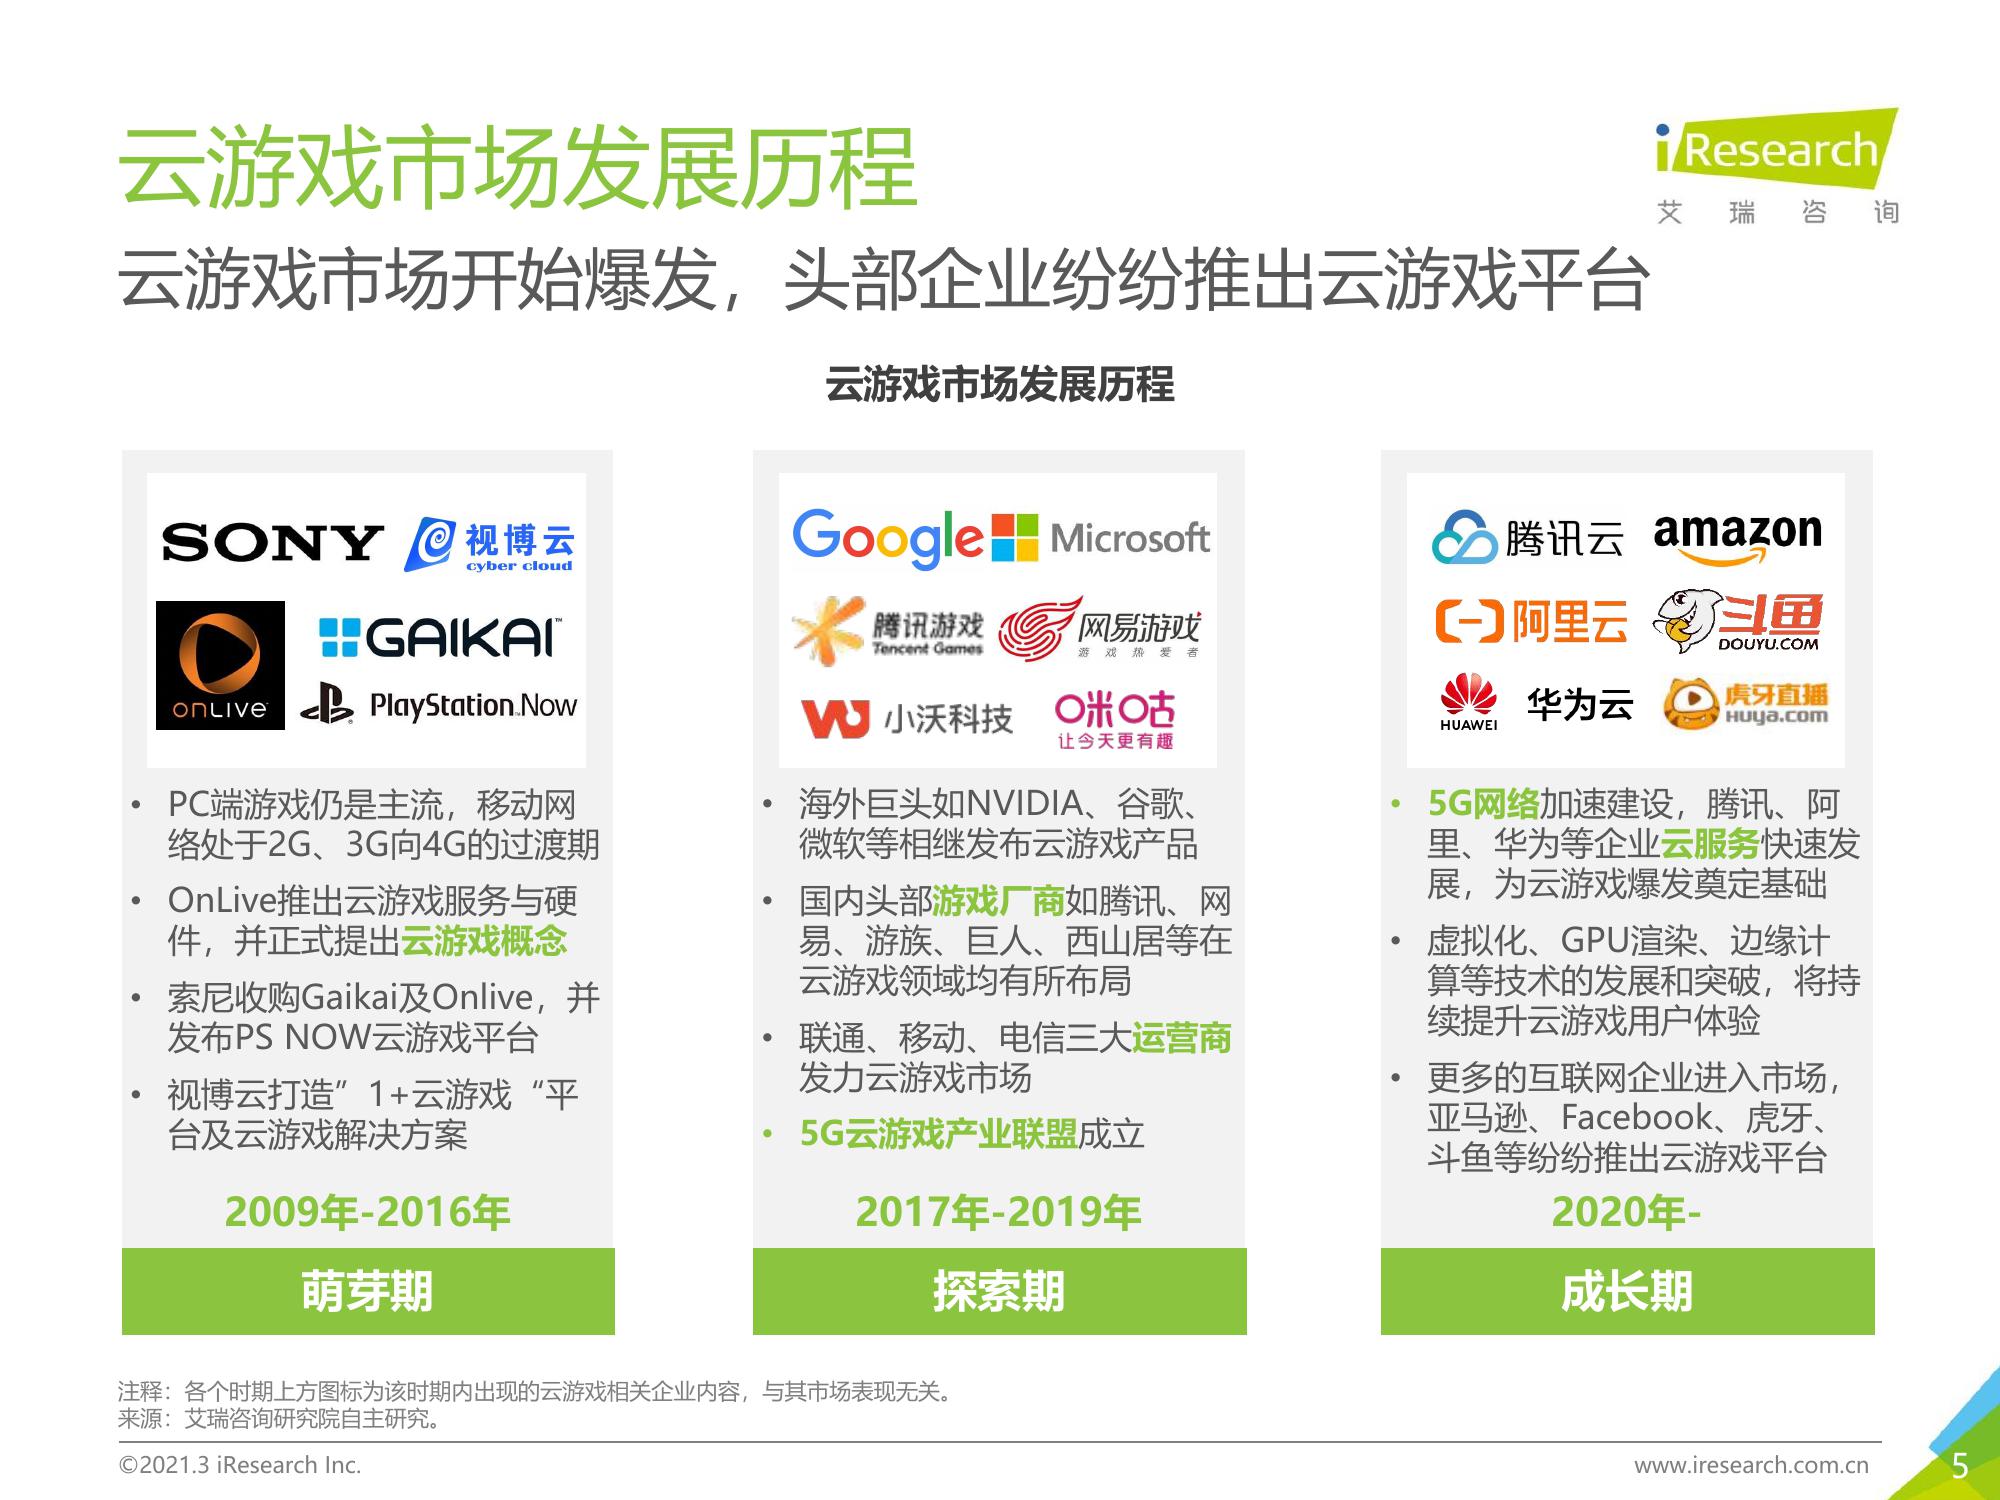 云游戏市场发展历程
iResearch
艾瑞咨询
云游戏市场开始爆发，头部企业纷纷推出云游戏平台
云游戏市场发展历程
SONY
视博云
cyber cloud
onLIVE
GAIKAI™
PlayStation Now
PC端游戏仍是主流，移动网
络处于2G、3G向4G的过渡期
OnLive推出云游戏服务与硬
件，并正式提出云游戏概念
索尼收购Gaikai及Onlive，并
发布PS NOW云游戏平台
视博云打造”1+云游戏“平
台及云游戏解决方案
2009年-2016年
萌芽期
Google
Microsoft
腾讯游戏
Tencent Games
网易游戏
游戏热爱者
小沃科技
咪咕
让今天更有趣
海外巨头如NVIDIA、谷歌、
微软等相继发布云游戏产品
国内头部游戏厂商如腾讯、网
易、游族、巨人、西山居等在
云游戏领域均有所布局
联通、移动、电信三大运营商
发力云游戏市场
5G云游戏产业联盟成立
2017年-2019年
探索期
腾讯云
amazon
阿里云
斗鱼
DOUYU.COM
HUAWEI
华为云
虎牙直播
Huya.com
5G网络加速建设，腾讯、阿
里、华为等企业云服务快速发
展，为云游戏爆发奠定基础
虚拟化、GPU渲染、边缘计
算等技术的发展和突破，将持
续提升云游戏用户体验
更多的互联网企业进入市场，
亚马逊、Facebook、虎牙、
斗鱼等纷纷推出云游戏平台
2020年-
成长期
注释：各个时期上方图标为该时期内出现的云游戏相关企业内容，与其市场表现无关。
来源：艾瑞咨询研究院自主研究。
©2021.3 iResearch Inc.
www.iresearch.com.cn
5